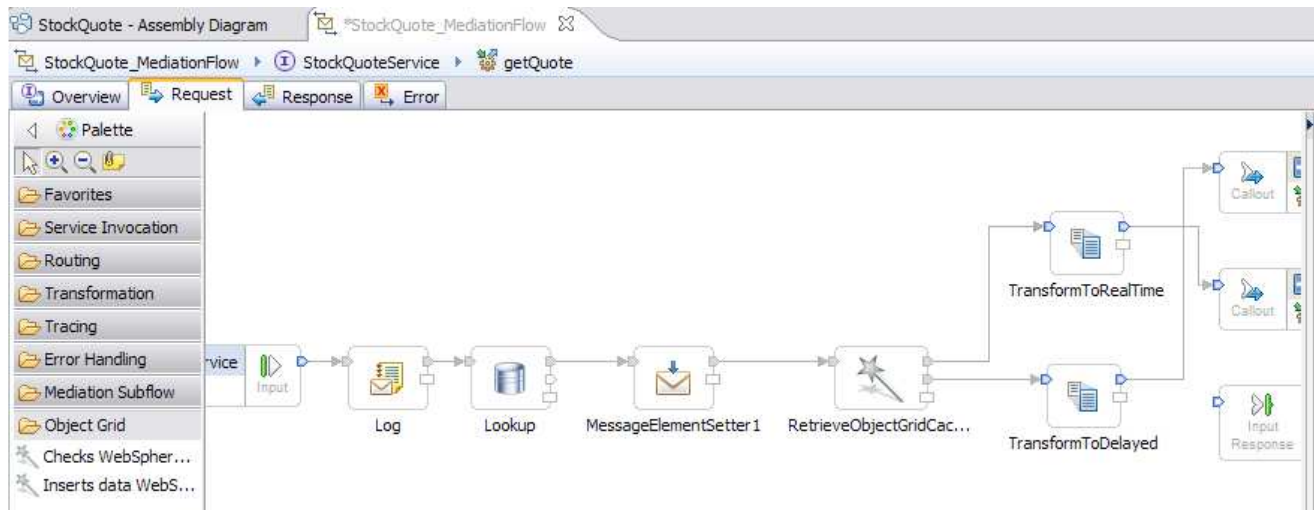 StockQuote - Assembly Diagram *StockQuote_MediationFlow
StockQuote_MediationFlow StockQuoteService getQuote
Overview Request Response Error
Palette
Favorites
Service Invocation
Routing
Transformation
Tracing
Error Handling
Mediation Subflow
Object Grid
Checks WebSpher...
Inserts data WebS...
rvice
Input
Log
Lookup
MessageElementSetter1
RetrieveObjectGridCac...
TransformToRealTime
TransformToDelayed
Callout
Callout
Input
Response